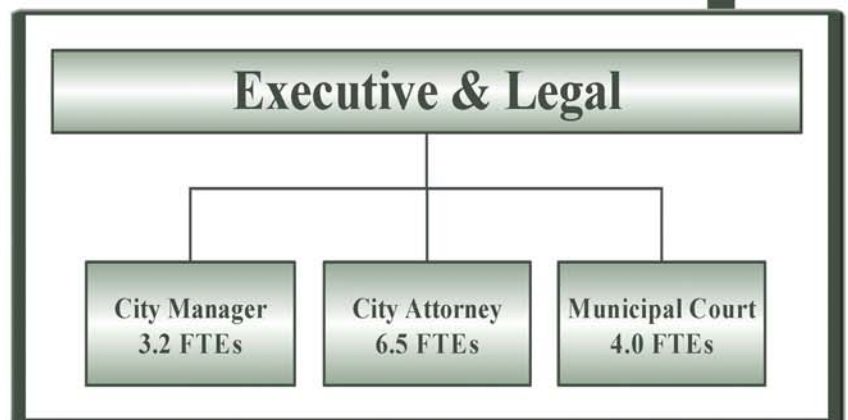 Executive & Legal
City Manager
3.2 FTEs
City Attorney
6.5 FTEs
Municipal Court
4.0 FTEs